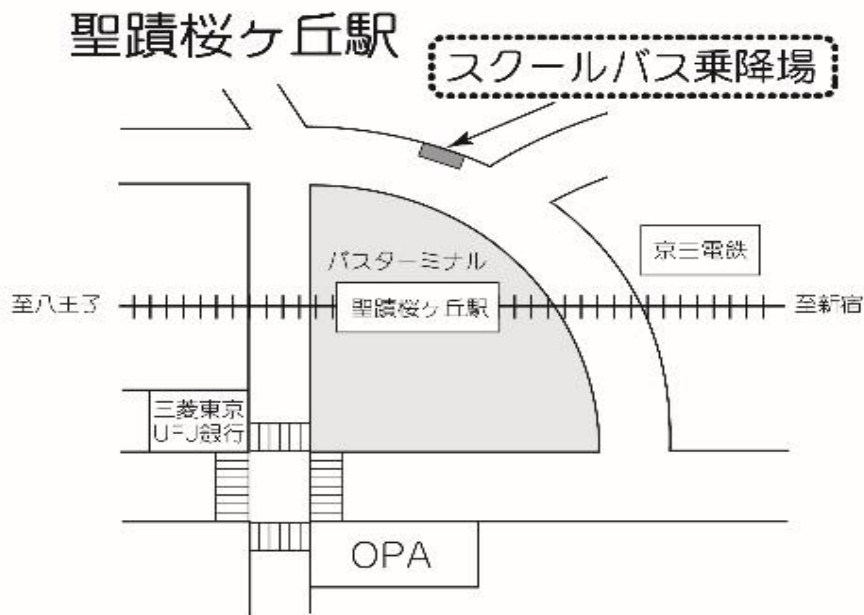 聖蹟桜ヶ丘駅
スクールバス乗降場
京王電鉄
バスターミナル
至八王子
聖蹟桜ヶ丘駅
至新宿
三菱東京
UFJ銀行
OPA